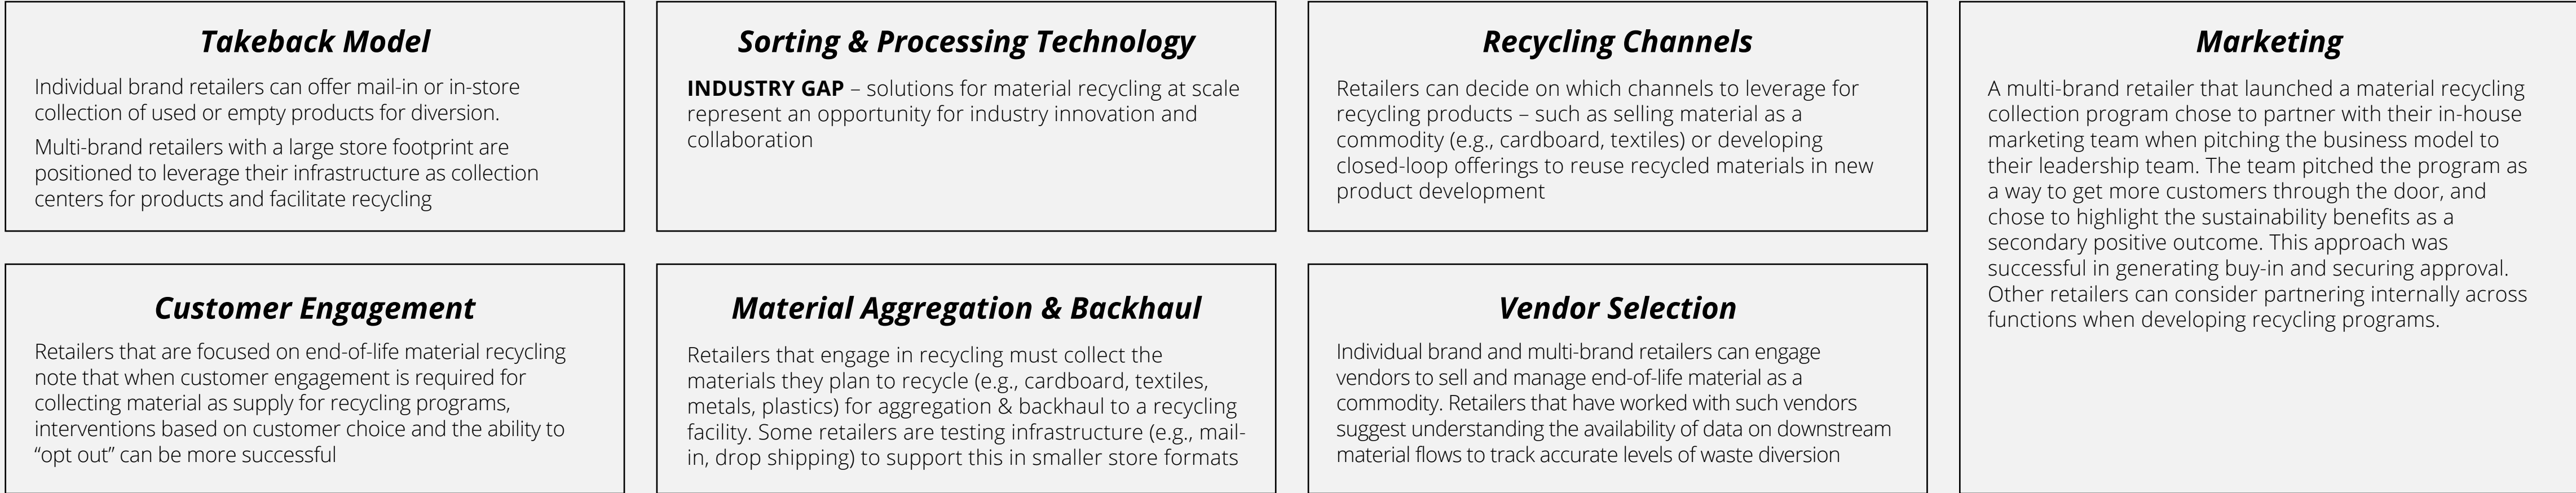 Takeback Model
Individual brand retailers can offer mail-in or in-store
collection of used or empty products for diversion.
Multi-brand retailers with a large store footprint are
positioned to leverage their infrastructure as collection
centers for products and facilitate recycling
Customer Engagement
Retailers that are focused on end-of-life material recycling
note that when customer engagement is required for
collecting material as supply for recycling programs,
interventions based on customer choice and the ability to
“opt out” can be more successful
Sorting & Processing Technology
INDUSTRY GAP – solutions for material recycling at scale
represent an opportunity for industry innovation and
collaboration
Material Aggregation & Backhaul
Retailers that engage in recycling must collect the
materials they plan to recycle (e.g., cardboard, textiles,
metals, plastics) for aggregation & backhaul to a recycling
facility. Some retailers are testing infrastructure (e.g., mail-
in, drop shipping) to support this in smaller store formats
Recycling Channels
Retailers can decide on which channels to leverage for
recycling products – such as selling material as a
commodity (e.g., cardboard, textiles) or developing
closed-loop offerings to reuse recycled materials in new
product development
Vendor Selection
Individual brand and multi-brand retailers can engage
vendors to sell and manage end-of-life material as a
commodity. Retailers that have worked with such vendors
suggest understanding the availability of data on downstream
material flows to track accurate levels of waste diversion
Marketing
A multi-brand retailer that launched a material recycling
collection program chose to partner with their in-house
marketing team when pitching the business model to
their leadership team. The team pitched the program as
a way to get more customers through the door, and
chose to highlight the sustainability benefits as a
secondary positive outcome. This approach was
successful in generating buy-in and securing approval.
Other retailers can consider partnering internally across
functions when developing recycling programs.